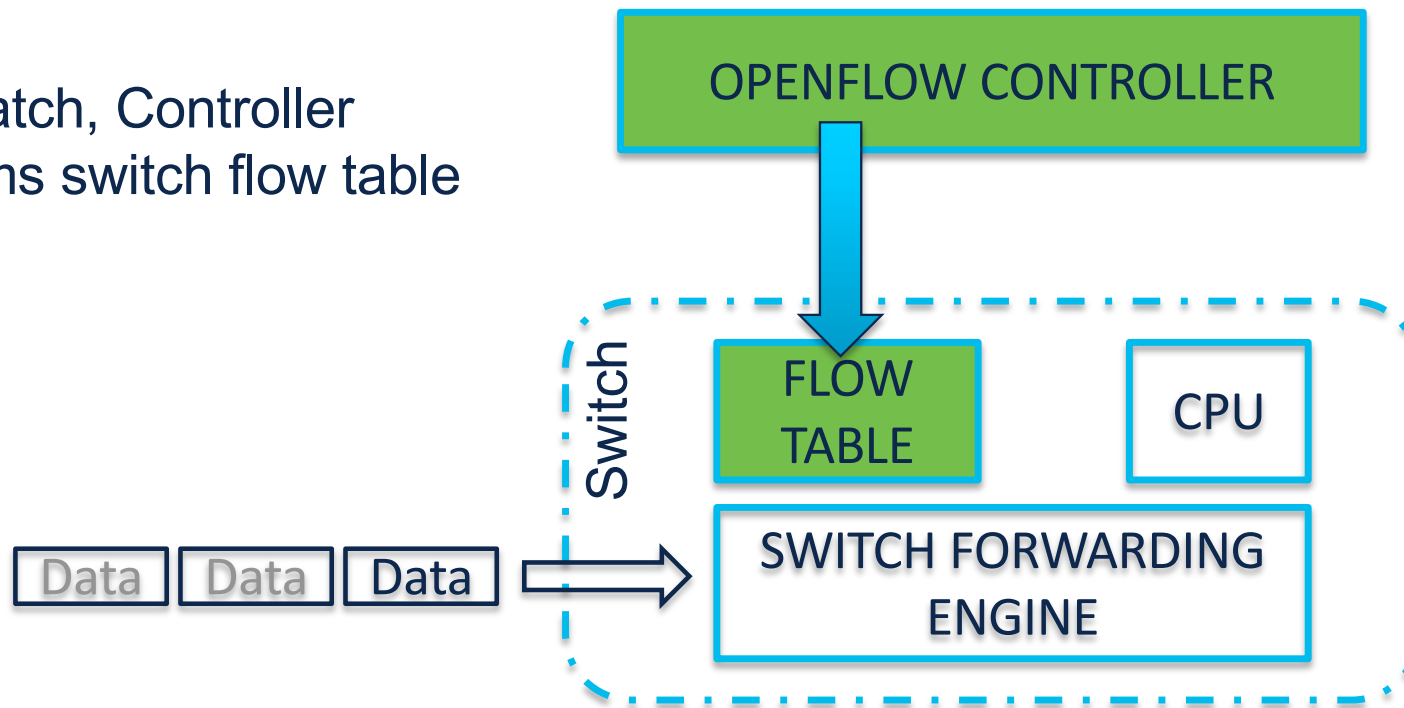 atch, Controller
ns switch flow table
OPENFLOW CONTROLLER
Switch
FLOW
TABLE
CPU
Data Data Data
SWITCH FORWARDING
ENGINE